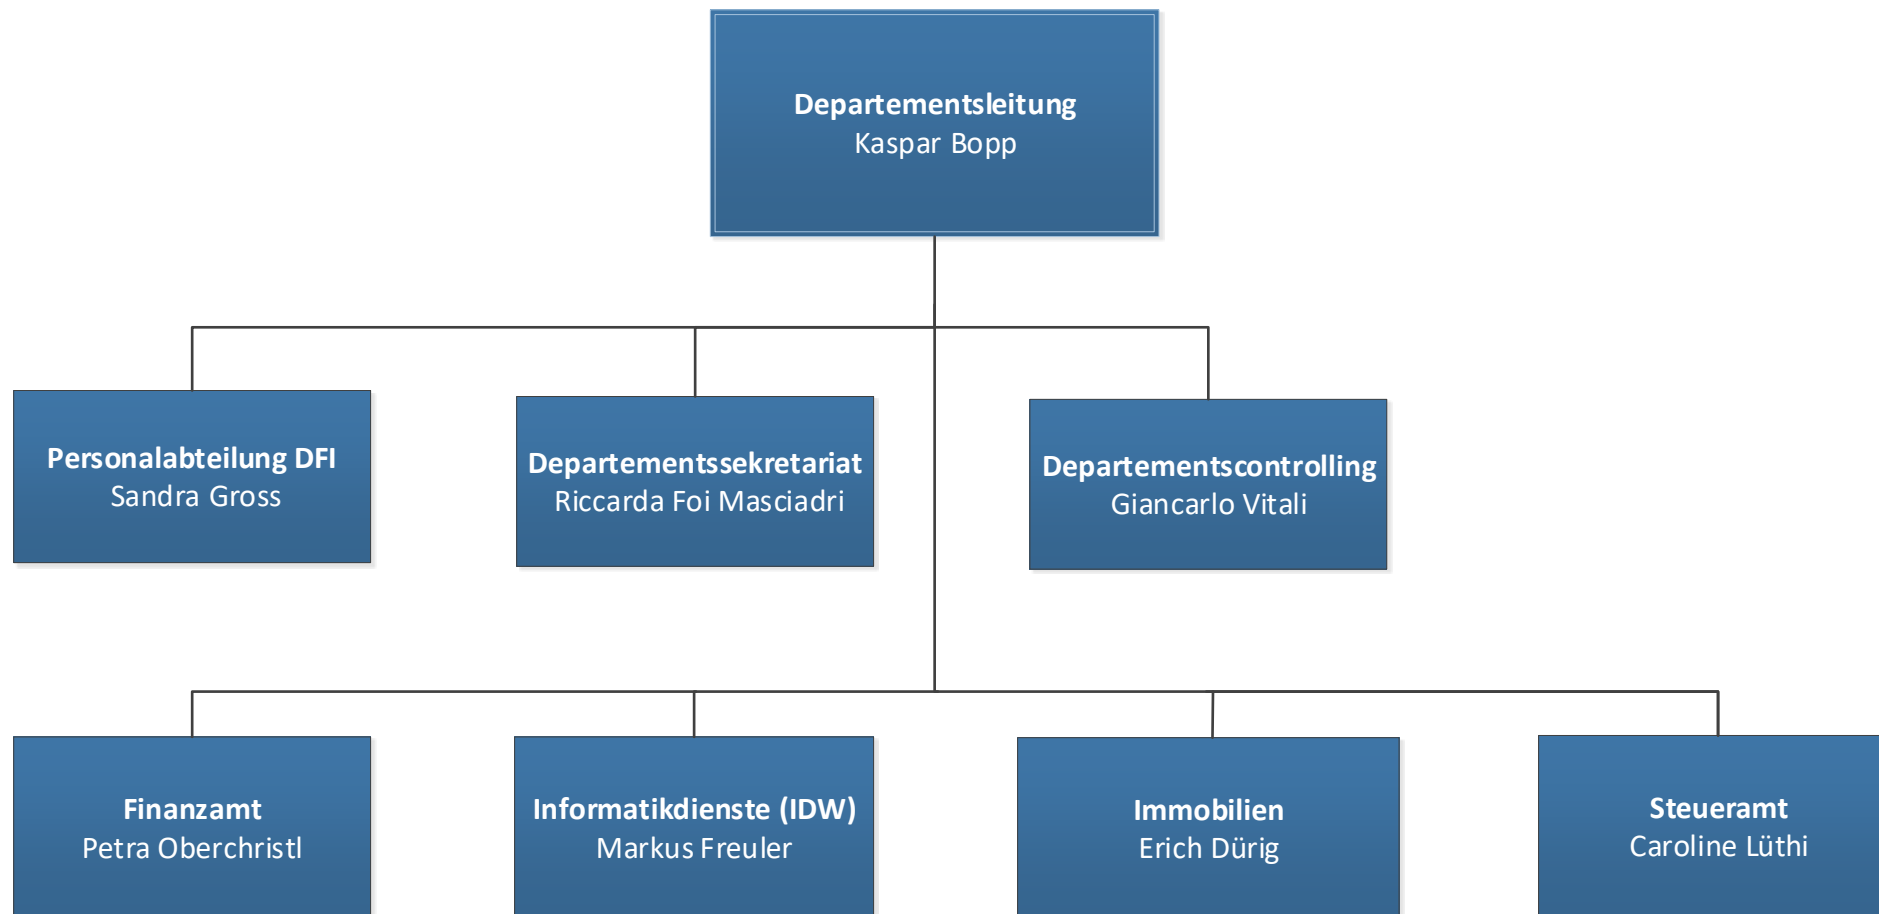 Departementsleitung
Kaspar Bopp
Personalabteilung DFI
Sandra Gross
Departementssekretariat
Riccarda Foi Masciadri
Departementscontrolling
Giancarlo Vitali
Finanzamt
Petra Oberchristl
Informatikdienste (IDW)
Markus Freuler
Immobilien
Erich Dürig
Steueramt
Caroline Lüthi